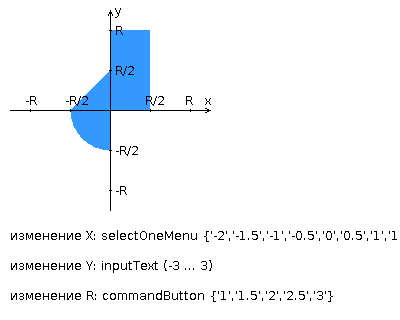 y
R
R/2
-R -R/2 R/2 R x
-R/2
-R
изменение X: selectOneMenu {'-2','-1.5','-1','-0.5','0','0.5','1','1
изменение Y: inputText (-3 ... 3)
изменение R: commandButton {'1','1.5','2','2.5','3'}